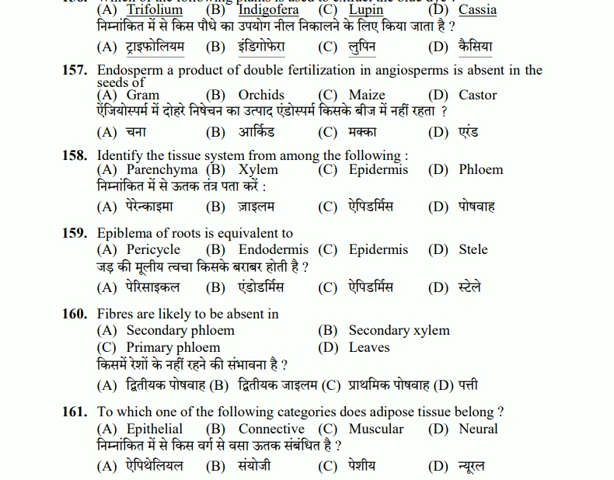 (A) Trifolium (B) Indigofera (C) Lupin (D) Cassia
निम्नांकित में से किस पौधे का उपयोग नील निकालने के लिए किया जाता है ?
(A) ट्राइफोलियम (B) इंडिगोफेरा (C) लुपिन (D) कैसिया
157. Endosperm a product of double fertilization in angiosperms is absent in the
seeds of
(A) Gram (B) Orchids (C) Maize (D) Castor
ऐंजियोस्पर्म में दोहरे निषेचन का उत्पाद एंडोस्पर्म किसके बीज में नहीं रहता ?
(A) चना (B) आर्किड (C) मक्का (D) एरंड
158. Identify the tissue system from among the following :
(A) Parenchyma (B) Xylem (C) Epidermis (D) Phloem
निम्नांकित में से ऊतक तंत्र पता करें :
(A) पेरेन्काइमा (B) ज़ाइलम (C) ऐपिडर्मिस (D) पोषवाह
159. Epiblema of roots is equivalent to
(A) Pericycle (B) Endodermis (C) Epidermis (D) Stele
जड़ की मूलीय त्वचा किसके बराबर होती है ?
(A) पेरिसाइकल (B) एंडोडर्मिस (C) ऐपिडर्मिस (D) स्टेले
160. Fibres are likely to be absent in
(A) Secondary phloem (B) Secondary xylem
(C) Primary phloem (D) Leaves
किसमें रेशों के नहीं रहने की संभावना है ?
(A) द्वितीयक पोषवाह (B) द्वितीयक जाइलम (C) प्राथमिक पोषवाह (D) पत्ती
161. To which one of the following categories does adipose tissue belong ?
(A) Epithelial (B) Connective (C) Muscular (D) Neural
निम्नांकित में से किस वर्ग से वसा ऊतक संबंधित है ?
(A) ऐपिथेलियल (B) संयोजी (C) पेशीय (D) न्यूरल